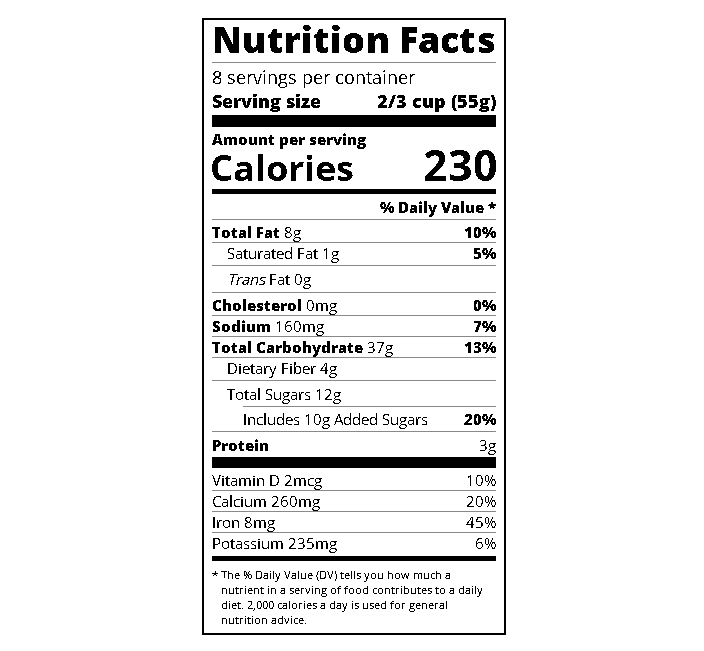 Nutrition Facts
8 servings per container
Serving size 2/3 cup (55g)
Amount per serving
Calories 230
% Daily Value *
Total Fat 8g 10%
Saturated Fat 1g 5%
Trans Fat 0g
Cholesterol 0mg 0%
Sodium 160mg 7%
Total Carbohydrate 37g 13%
Dietary Fiber 4g
Total Sugars 12g
Includes 10g Added Sugars 20%
Protein 3g
Vitamin D 2mcg 10%
Calcium 260mg 20%
Iron 8mg 45%
Potassium 235mg 6%
* The % Daily Value (DV) tells you how much a
nutrient in a serving of food contributes to a daily
diet. 2,000 calories a day is used for general
nutrition advice.